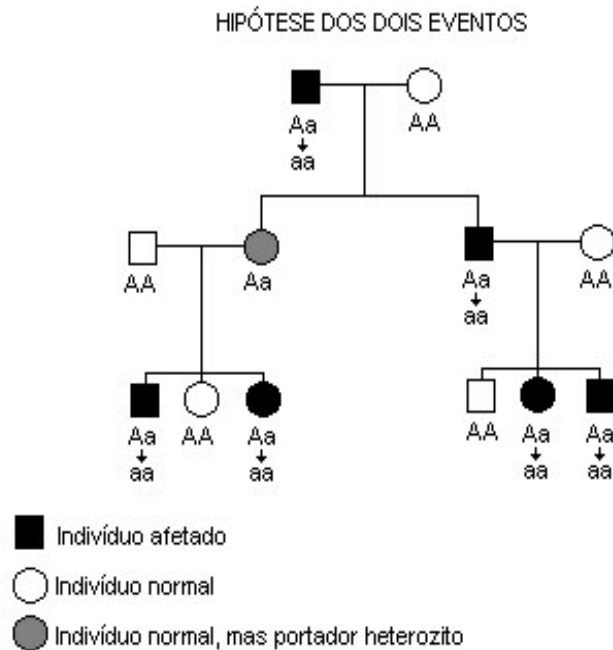 HIPÓTESE DOS DOIS EVENTOS
Aa AA
aa
AA Aa Aa AA
aa
Aa AA Aa AA Aa Aa
aa aa aa aa
Indivíduo afetado
Indivíduo normal
Indivíduo normal, mas portador heterozito